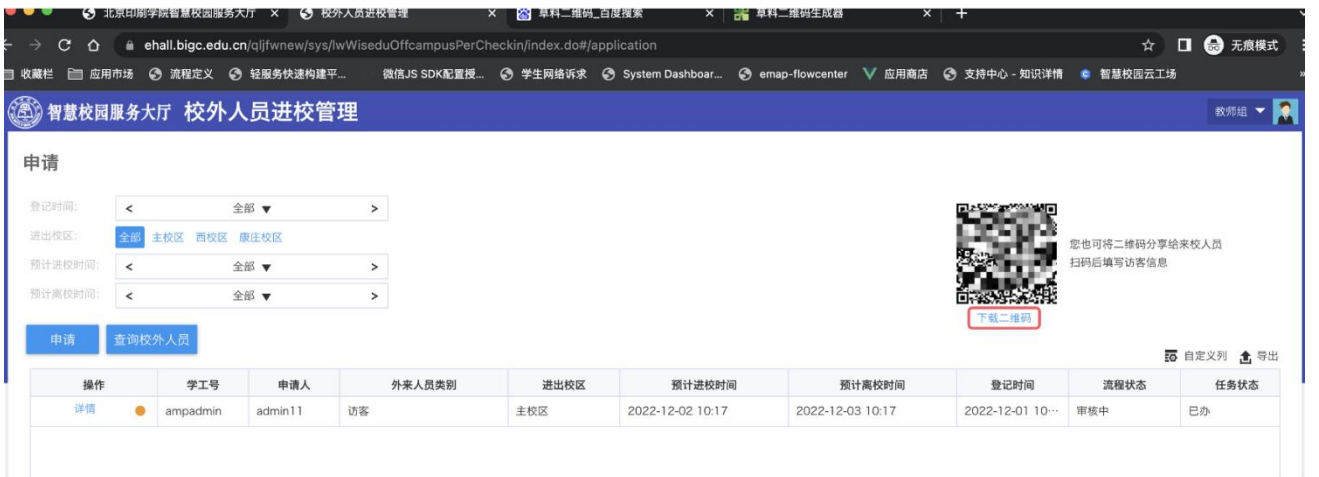 北京印刷学院智慧校园服务大厅 × 校外人员进校管理 × 草料二维码_百度搜索 × 草料二维码生成器 × +
ehall.bigc.edu.cn/qljfwnew/sys/lwWiseduOffcampusPerCheckin/index.do#/application 无痕模式
收藏栏 应用市场 流程定义 轻服务快速构建平... 微信JS SDK配置授... 学生网络诉求 System Dashboar... emap-flowcenter 应用商店 支持中心 - 知识详情 智慧校园云工场 »
智慧校园服务大厅 校外人员进校管理 教师组 ▼
申请
登记时间: < 全部 ▼ >
进出校区: 全部 主校区 西校区 康庄校区
预计进校时间: < 全部 ▼ >
预计离校时间: < 全部 ▼ >
您也可将二维码分享给来校人员
扫码后填写访客信息
下载二维码
申请 查询校外人员
自定义列 导出
操作 学工号 申请人 外来人员类别 进出校区 预计进校时间 预计离校时间 登记时间 流程状态 任务状态
详情 ampadmin admin11 访客 主校区 2022-12-02 10:17 2022-12-03 10:17 2022-12-01 10··· 审核中 已办